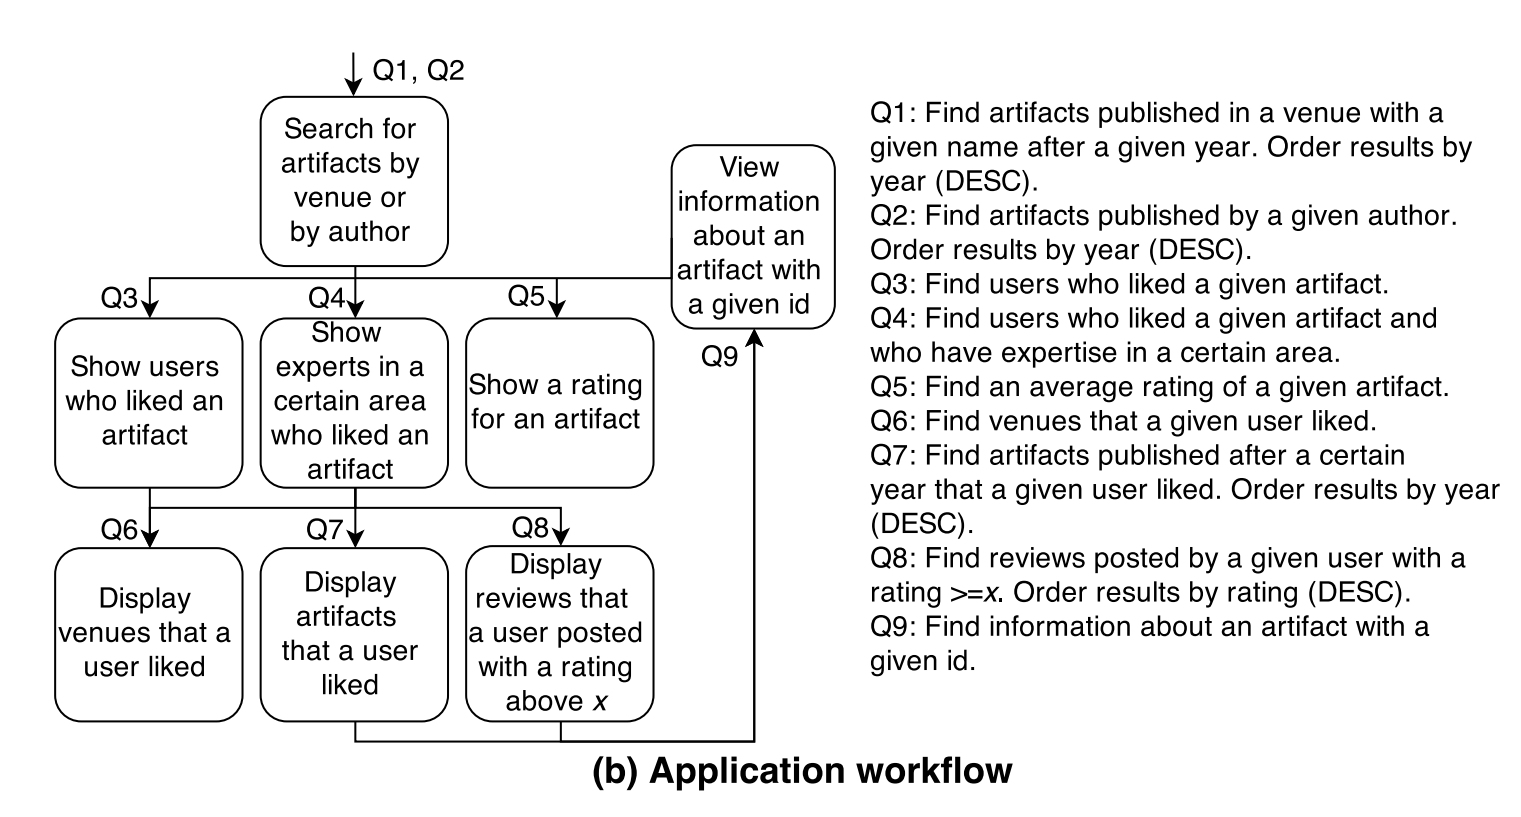 Q1, Q2
Search for
artifacts by
venue or
by author
View
information
about an
artifact with
a given id
Q3
Q4
Q5
Q9
Show users
who liked an
artifact
Show
experts in a
certain area
who liked an
artifact
Show a rating
for an artifact
Q6
Q7
Q8
Display
venues that a
user liked
Display
artifacts
that a user
liked
Display
reviews that
a user posted
with a rating
above x
Q1: Find artifacts published in a venue with a
given name after a given year. Order results by
year (DESC).
Q2: Find artifacts published by a given author.
Order results by year (DESC).
Q3: Find users who liked a given artifact.
Q4: Find users who liked a given artifact and
who have expertise in a certain area.
Q5: Find an average rating of a given artifact.
Q6: Find venues that a given user liked.
Q7: Find artifacts published after a certain
year that a given user liked. Order results by year
(DESC).
Q8: Find reviews posted by a given user with a
rating >=x. Order results by rating (DESC).
Q9: Find information about an artifact with a
given id.
(b) Application workflow